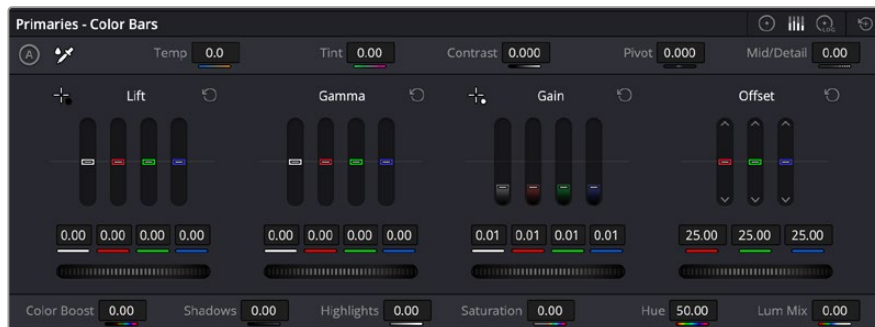 Primaries - Color Bars
LOG
A Temp 0.0 Tint 0.00 Contrast 0.000 Pivot 0.000 Mid/Detail 0.00
Lift Gamma Gain Offset
0.00 0.00 0.00 0.00 0.00 0.00 0.00 0.00 0.01 0.01 0.01 0.01 25.00 25.00 25.00
Color Boost 0.00 Shadows 0.00 Highlights 0.00 Saturation 0.00 Hue 50.00 Lum Mix 0.00